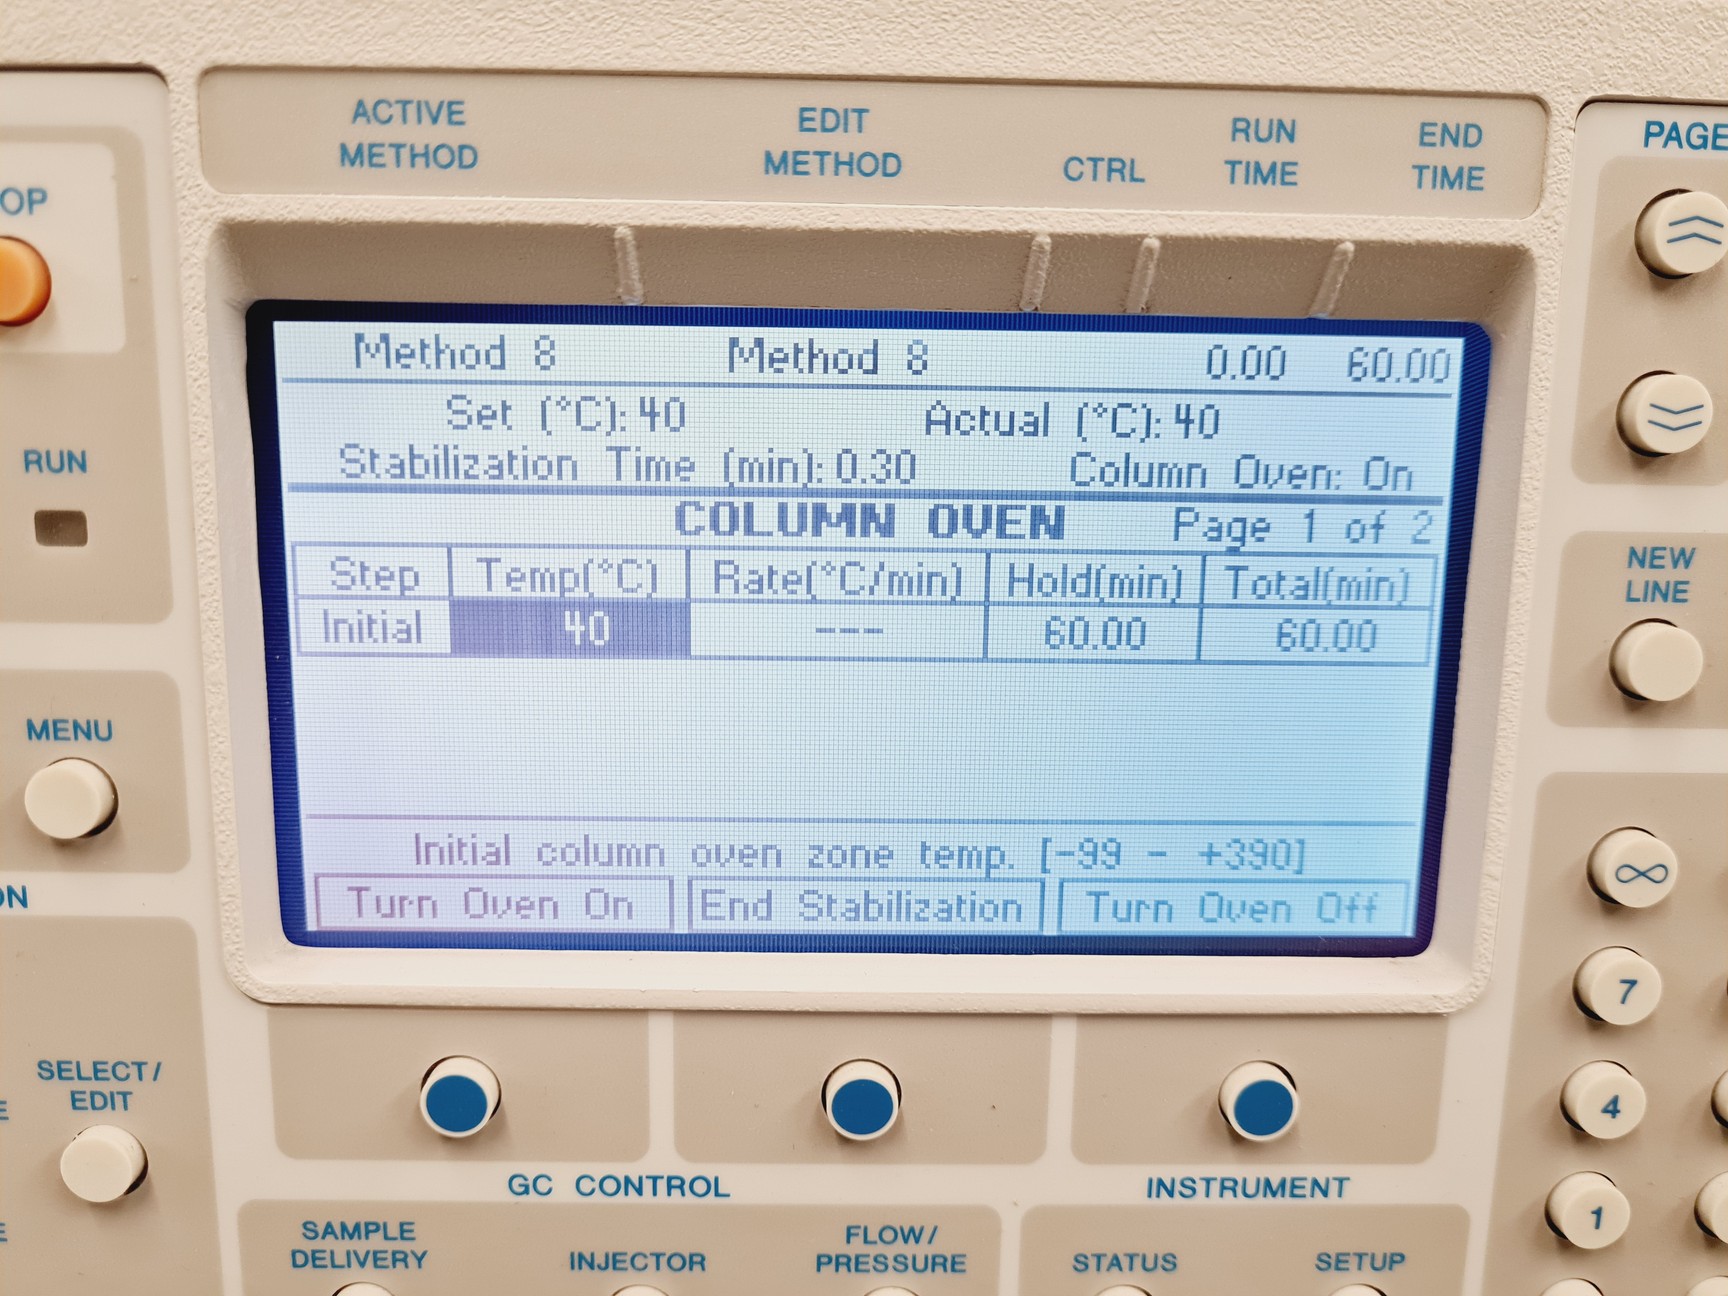 ACTIVE
METHOD
EDIT
METHOD
CTRL
RUN
TIME
END
TIME
PAGE
OP
Method 8 Method 8 0.00 60.00
Set (°C): 40 Actual (°C): 40
Stabilization Time (min): 0.30 Column Oven: On
COLUMN OVEN Page 1 of 2
Step Temp(°C) Rate(°C/min) Hold(min) Total(min)
Initial 40 --- 60.00 60.00
Initial column oven zone temp. [-99 - +390]
Turn Oven On End Stabilization Turn Oven Off
RUN
MENU
ON
SELECT/
EDIT
E
E
NEW
LINE
∞
7
4
1
GC CONTROL
INSTRUMENT
SAMPLE
DELIVERY
INJECTOR
FLOW/
PRESSURE
STATUS
SETUP